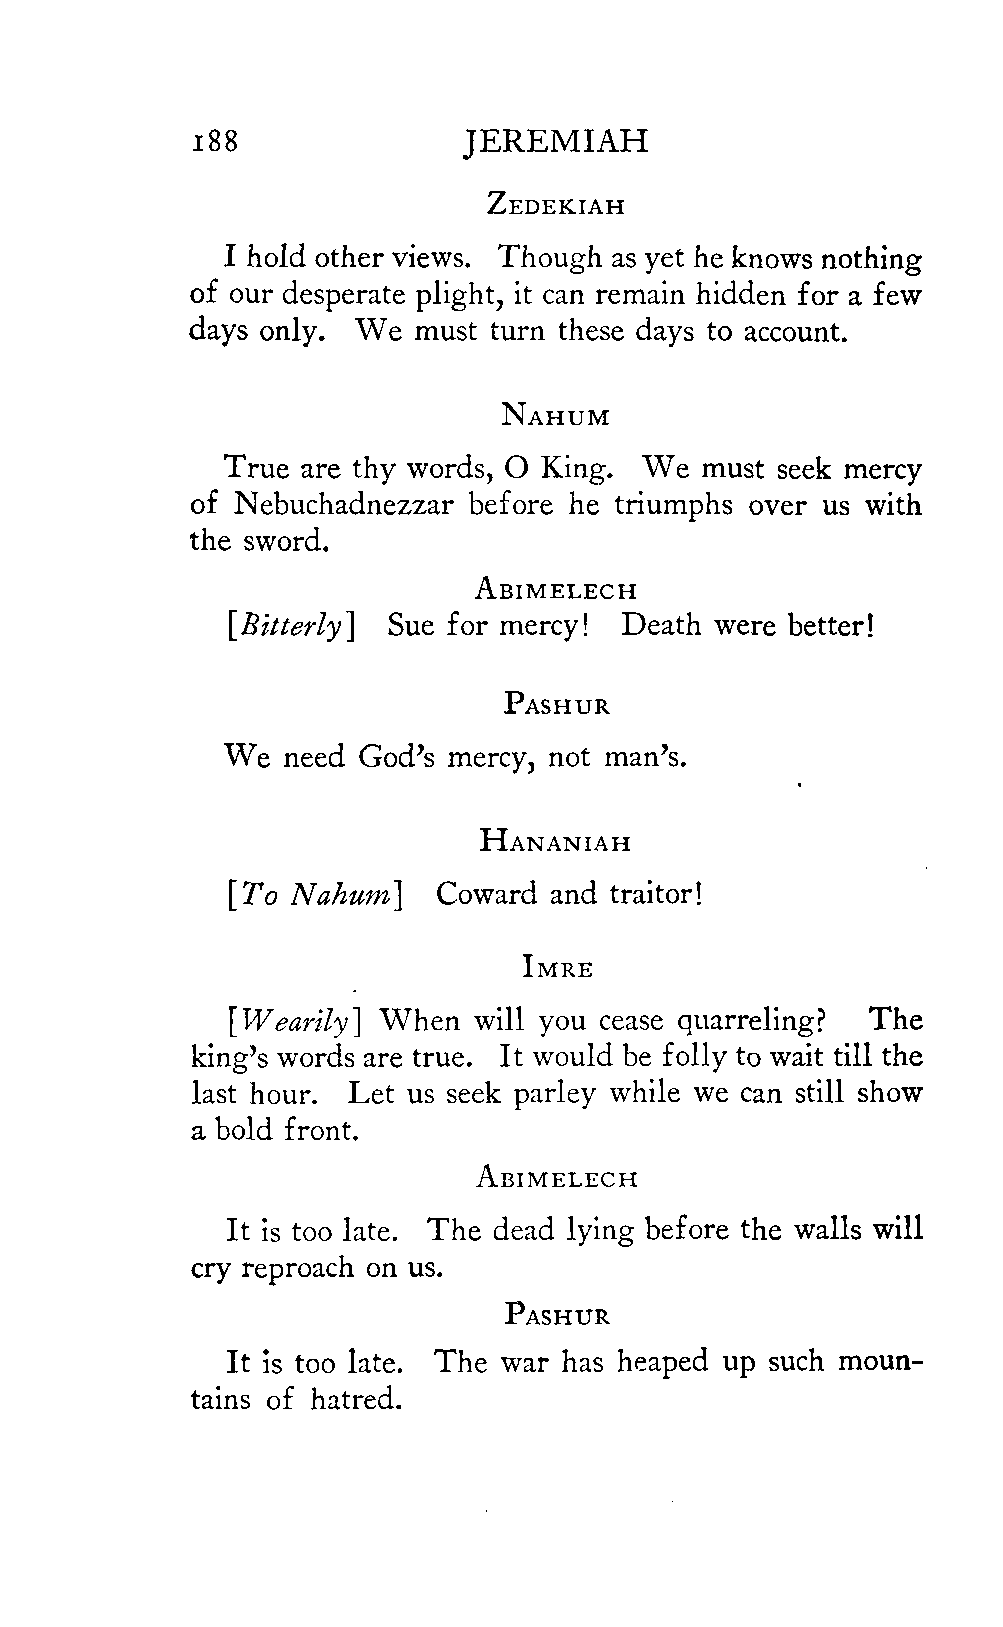 188 JEREMIAH
ZEDEKIAH
I hold other views. Though as yet he knows nothing
of our desperate plight, it can remain hidden for a few
days only. We must turn these days to account.
NAHUM
True are thy words, O King. We must seek mercy
of Nebuchadnezzar before he triumphs over us with
the sword.
ABIMELECH
[Bitterly] Sue for mercy! Death were better!
PASHUR
We need God's mercy, not man's.
HANANIAH
[To Nahum] Coward and traitor!
IMRE
[Wearily] When will you cease quarreling? The
king's words are true. It would be folly to wait till the
last hour. Let us seek parley while we can still show
a bold front.
ABIMELECH
It is too late. The dead lying before the walls will
cry reproach on us.
PASHUR
It is too late. The war has heaped up such moun-
tains of hatred.